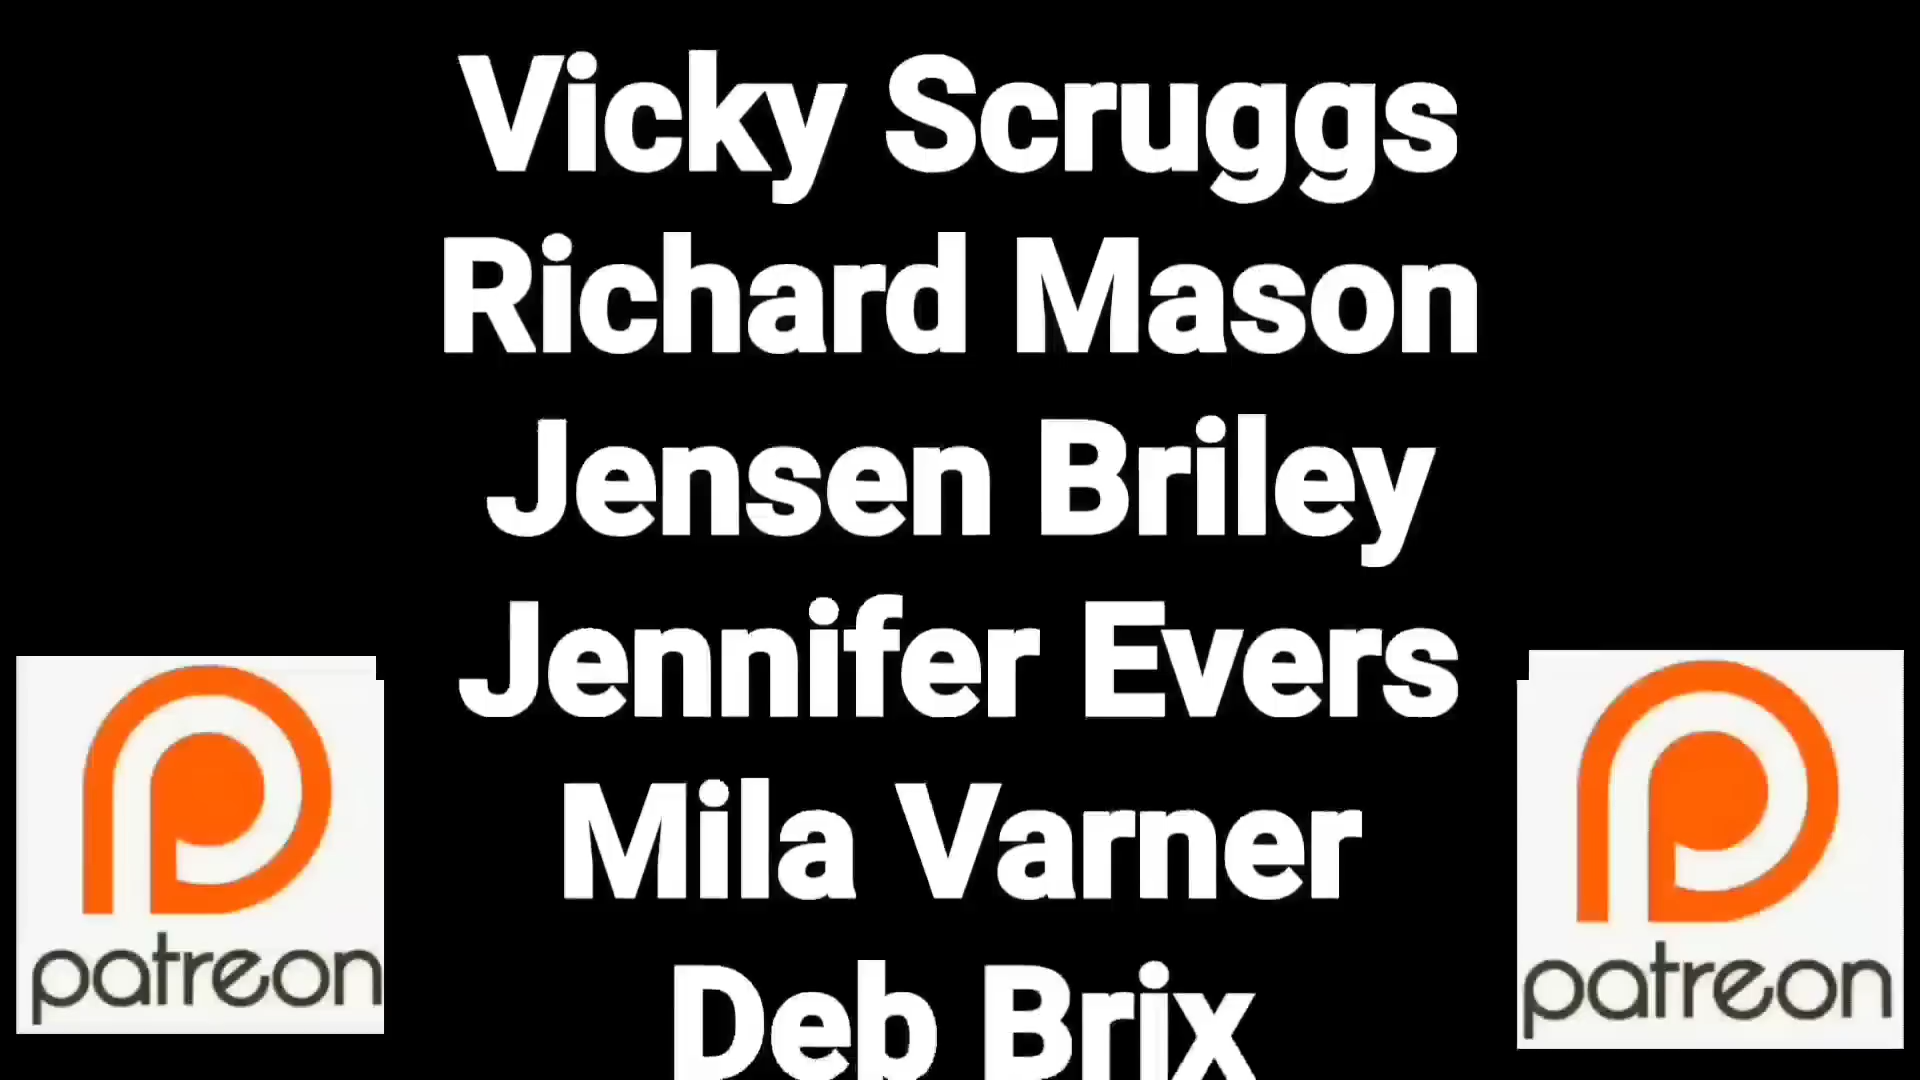 Vicky Scruggs
Richard Mason
Jensen Briley
Jennifer Evers
Mila Varner
Deb Brix
patreon
patreon